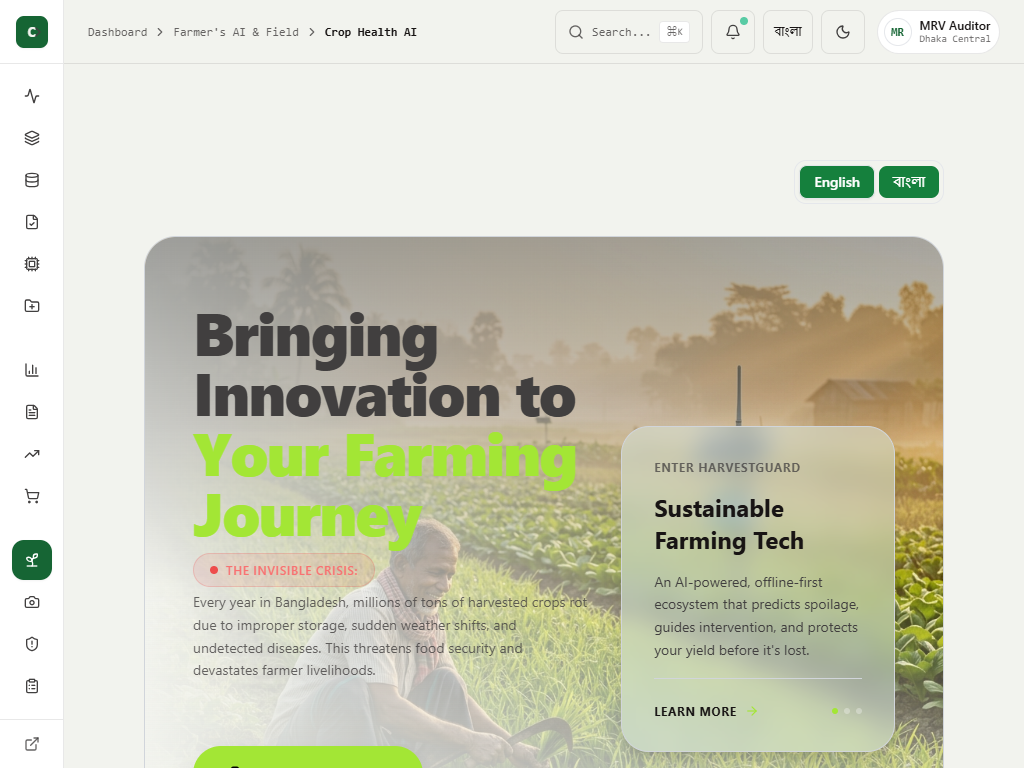 C
Dashboard > Farmer's AI & Field > Crop Health AI
Search... ⌘K
বাংলা
MR
MRV Auditor
Dhaka Central
English
বাংলা
Bringing
Innovation to
Your Farming
Journey
THE INVISIBLE CRISIS:
Every year in Bangladesh, millions of tons of harvested crops rot
due to improper storage, sudden weather shifts, and
undetected diseases. This threatens food security and
devastates farmer livelihoods.
ENTER HARVESTGUARD
Sustainable
Farming Tech
An AI-powered, offline-first
ecosystem that predicts spoilage,
guides intervention, and protects
your yield before it's lost.
LEARN MORE →